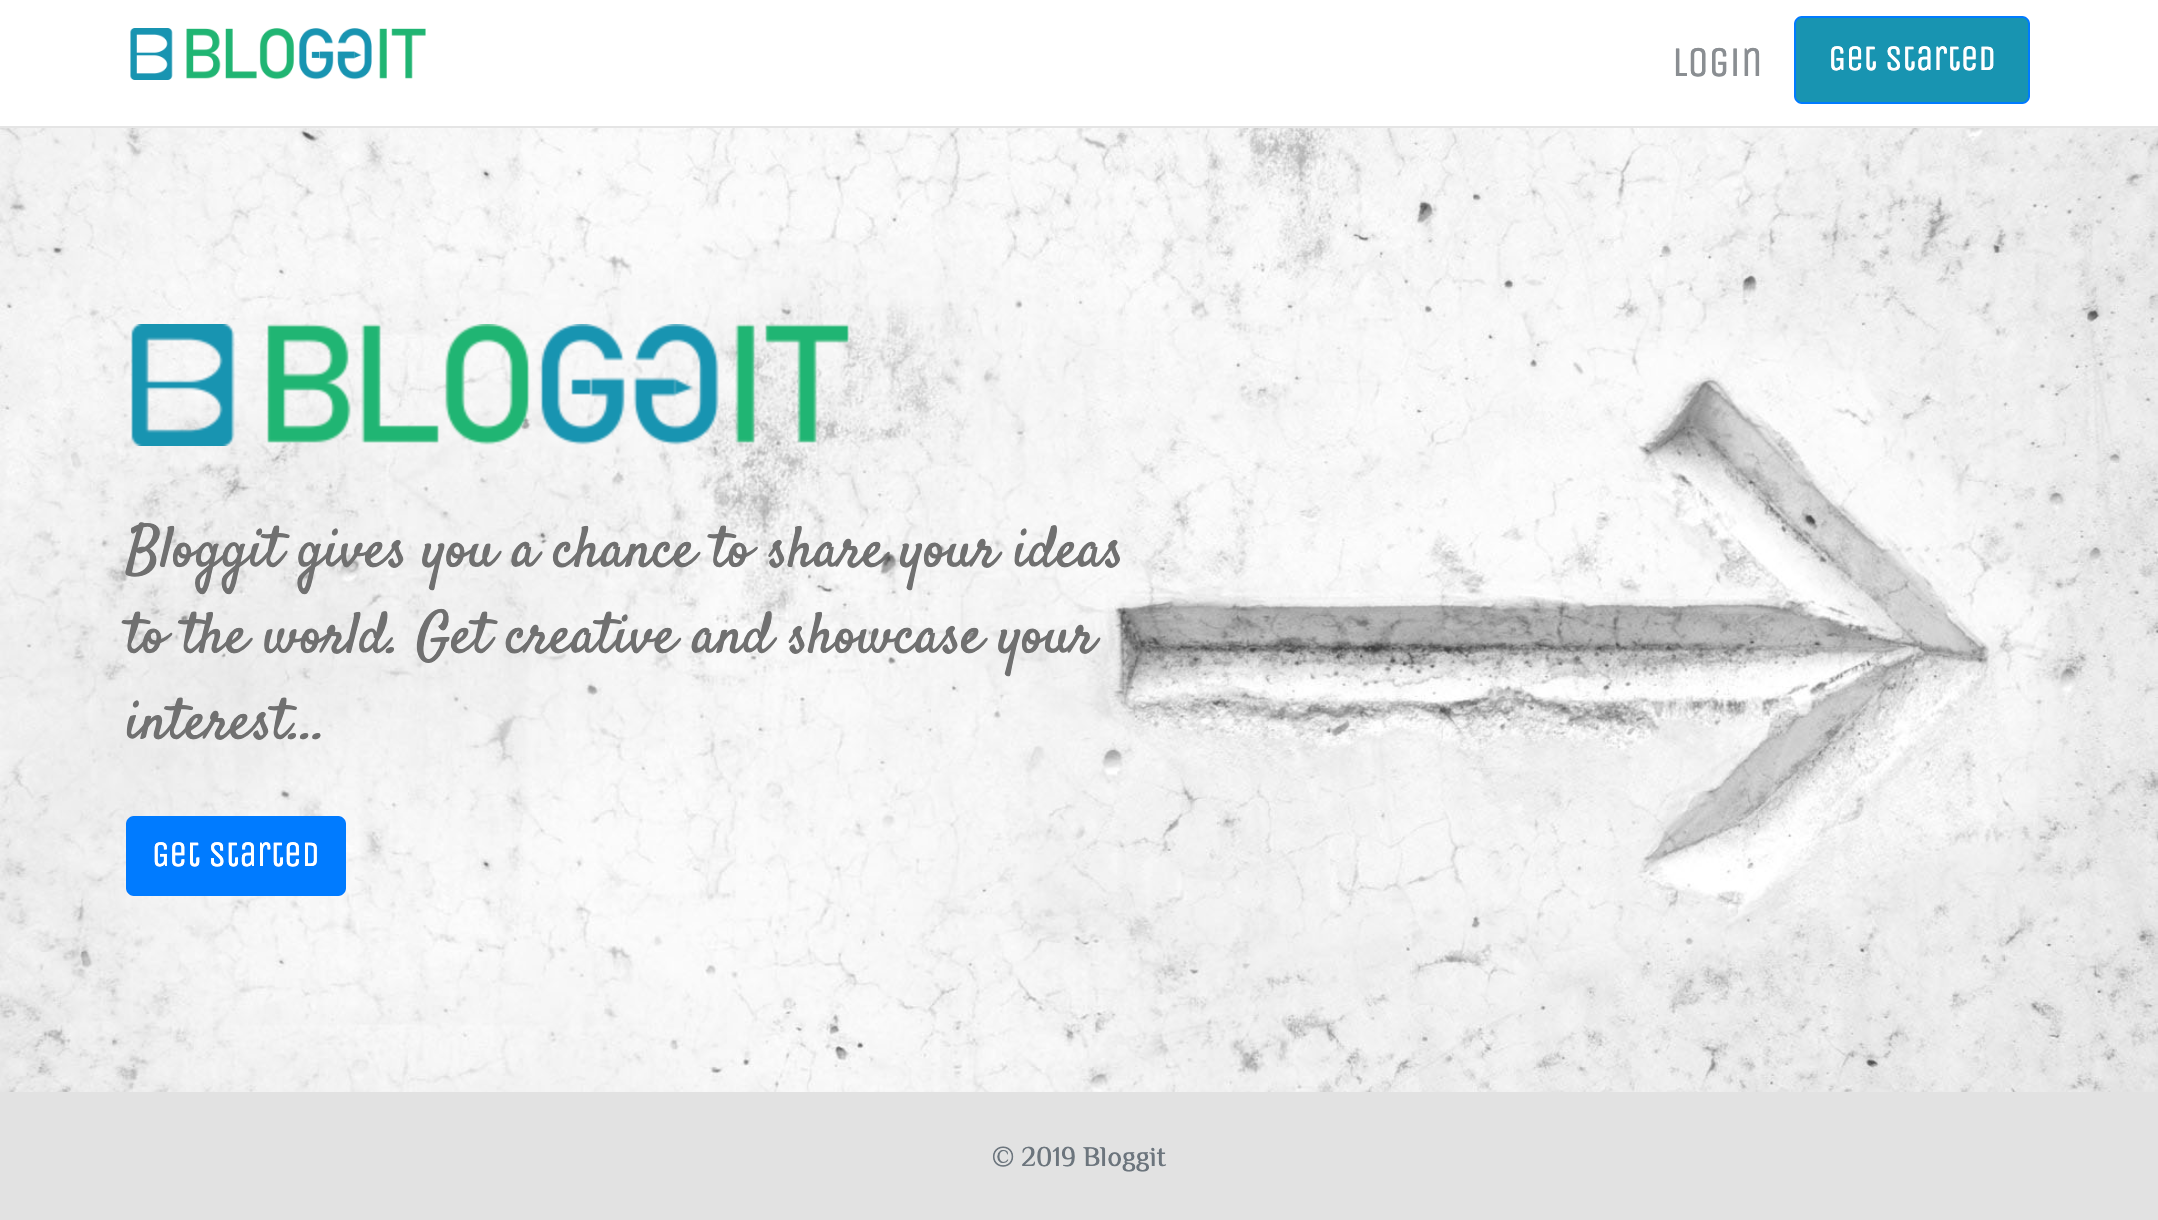 B BLOGGIT
LOGIN
Get Started
B BLOGGIT
Bloggit gives you a chance to share your ideas
to the world. Get creative and showcase your
interest...
Get Started
© 2019 Bloggit